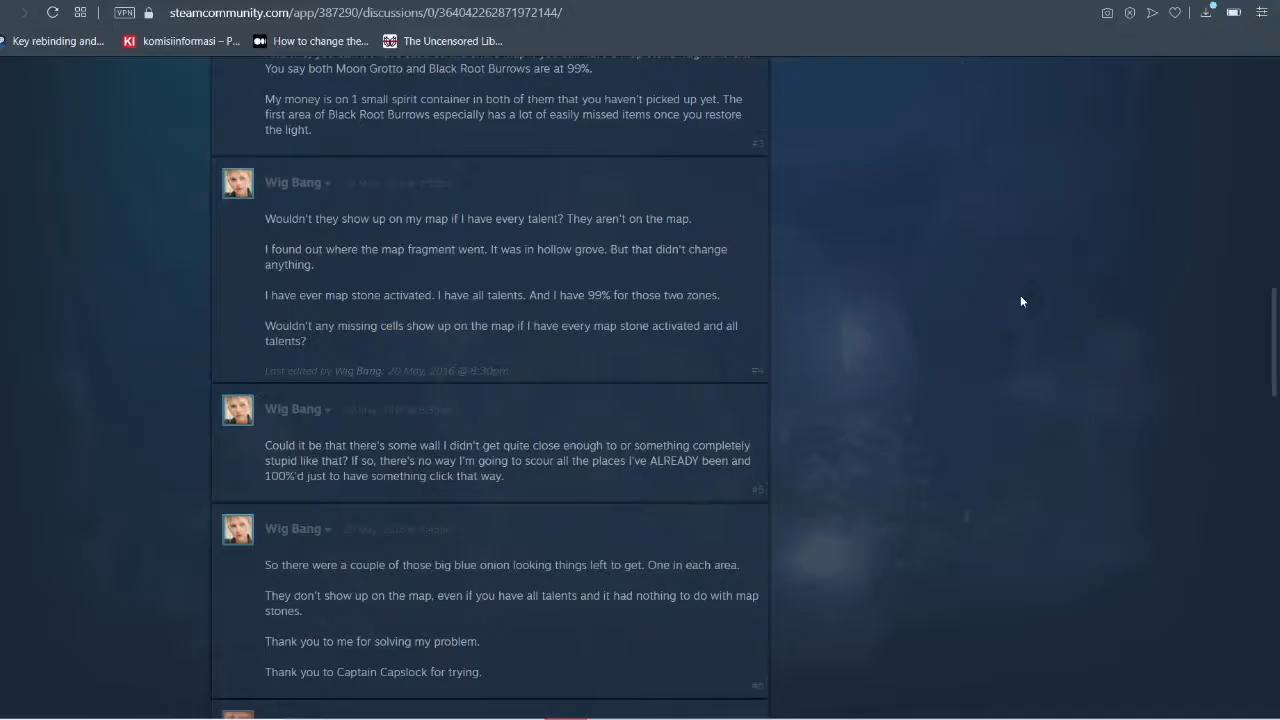 VPN
steamcommunity.com/app/387290/discussions/0/364042262871972144/
Key rebinding and...
KI komisiinformasi – P...
How to change the...
The Uncensored Lib...
You say both Moon Grotto and Black Root Burrows are at 99%.
My money is on 1 small spirit container in both of them that you haven't picked up yet. The
first area of Black Root Burrows especially has a lot of easily missed items once you restore
the light.
#3
Wig Bang
Wouldn't they show up on my map if I have every talent? They aren't on the map.
I found out where the map fragment went. It was in hollow grove. But that didn't change
anything.
I have ever map stone activated. I have all talents. And I have 99% for those two zones.
Wouldn't any missing cells show up on the map if I have every map stone activated and all
talents?
Last edited by Wig Bang; 20 May, 2016 @ 8:30pm
#4
Wig Bang
Could it be that there's some wall I didn't get quite close enough to or something completely
stupid like that? If so, there's no way I'm going to scour all the places I've ALREADY been and
100%'d just to have something click that way.
#5
Wig Bang
So there were a couple of those big blue onion looking things left to get. One in each area.
They don't show up on the map, even if you have all talents and it had nothing to do with map
stones.
Thank you to me for solving my problem.
Thank you to Captain Capslock for trying.
#6